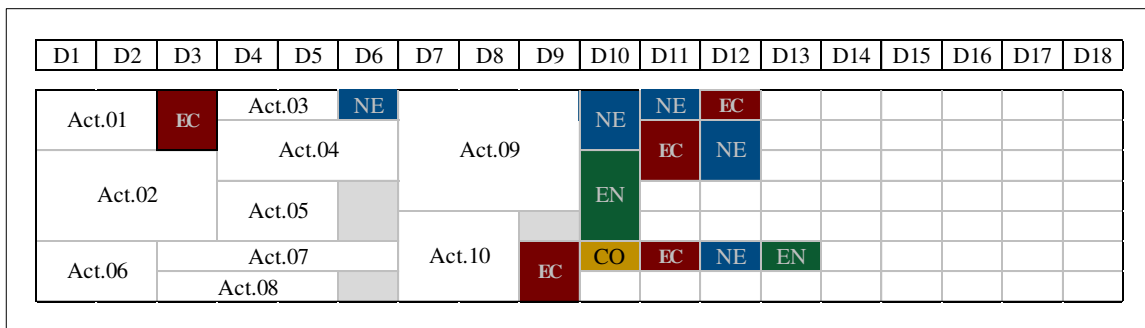 D1 D2 D3 D4 D5 D6 D7 D8 D9 D10 D11 D12 D13 D14 D15 D16 D17 D18
Act.01 EC Act.03 NE Act.09 NE NE EC
Act.04 EC NE
Act.02 Act.05 EN
Act.06 Act.07 Act.10 EC CO EC NE EN
Act.08